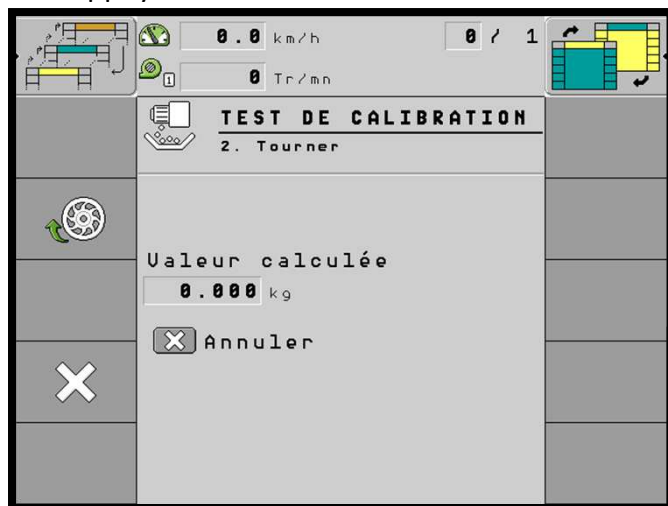 0.0 km/h 0 / 1
1 0 Tr/mn
TEST DE CALIBRATION
2. Tourner
Valeur calculée
0.000 kg
Annuler